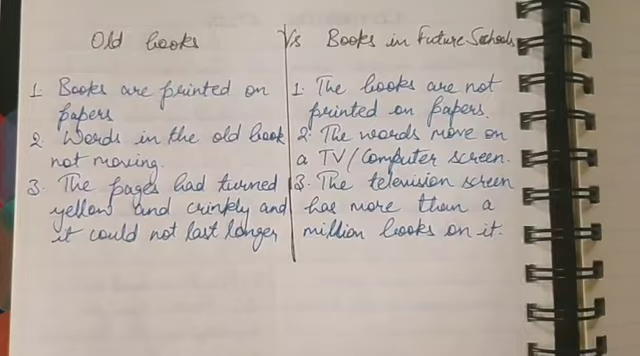 Old books Vs Books in Future Schools
1. Books are printed on
papers
2. Words in the old book
not moving.
3. The pages had turned
yellow and crinkly and
it could not last longer
1. The books are not
printed on papers.
2. The words move on
a TV/Computer screen.
3. The television screen
has more than a
million books on it.